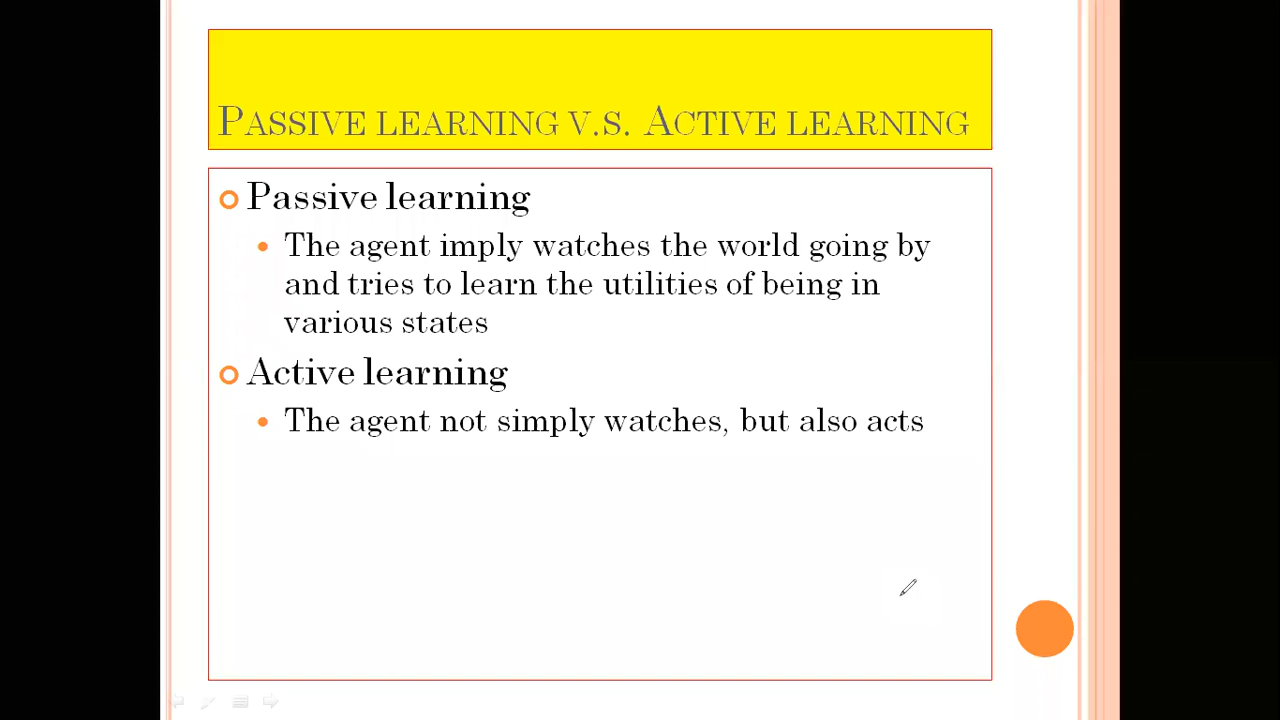 PASSIVE LEARNING V.S. ACTIVE LEARNING
Passive learning
The agent imply watches the world going by
and tries to learn the utilities of being in
various states
Active learning
The agent not simply watches, but also acts